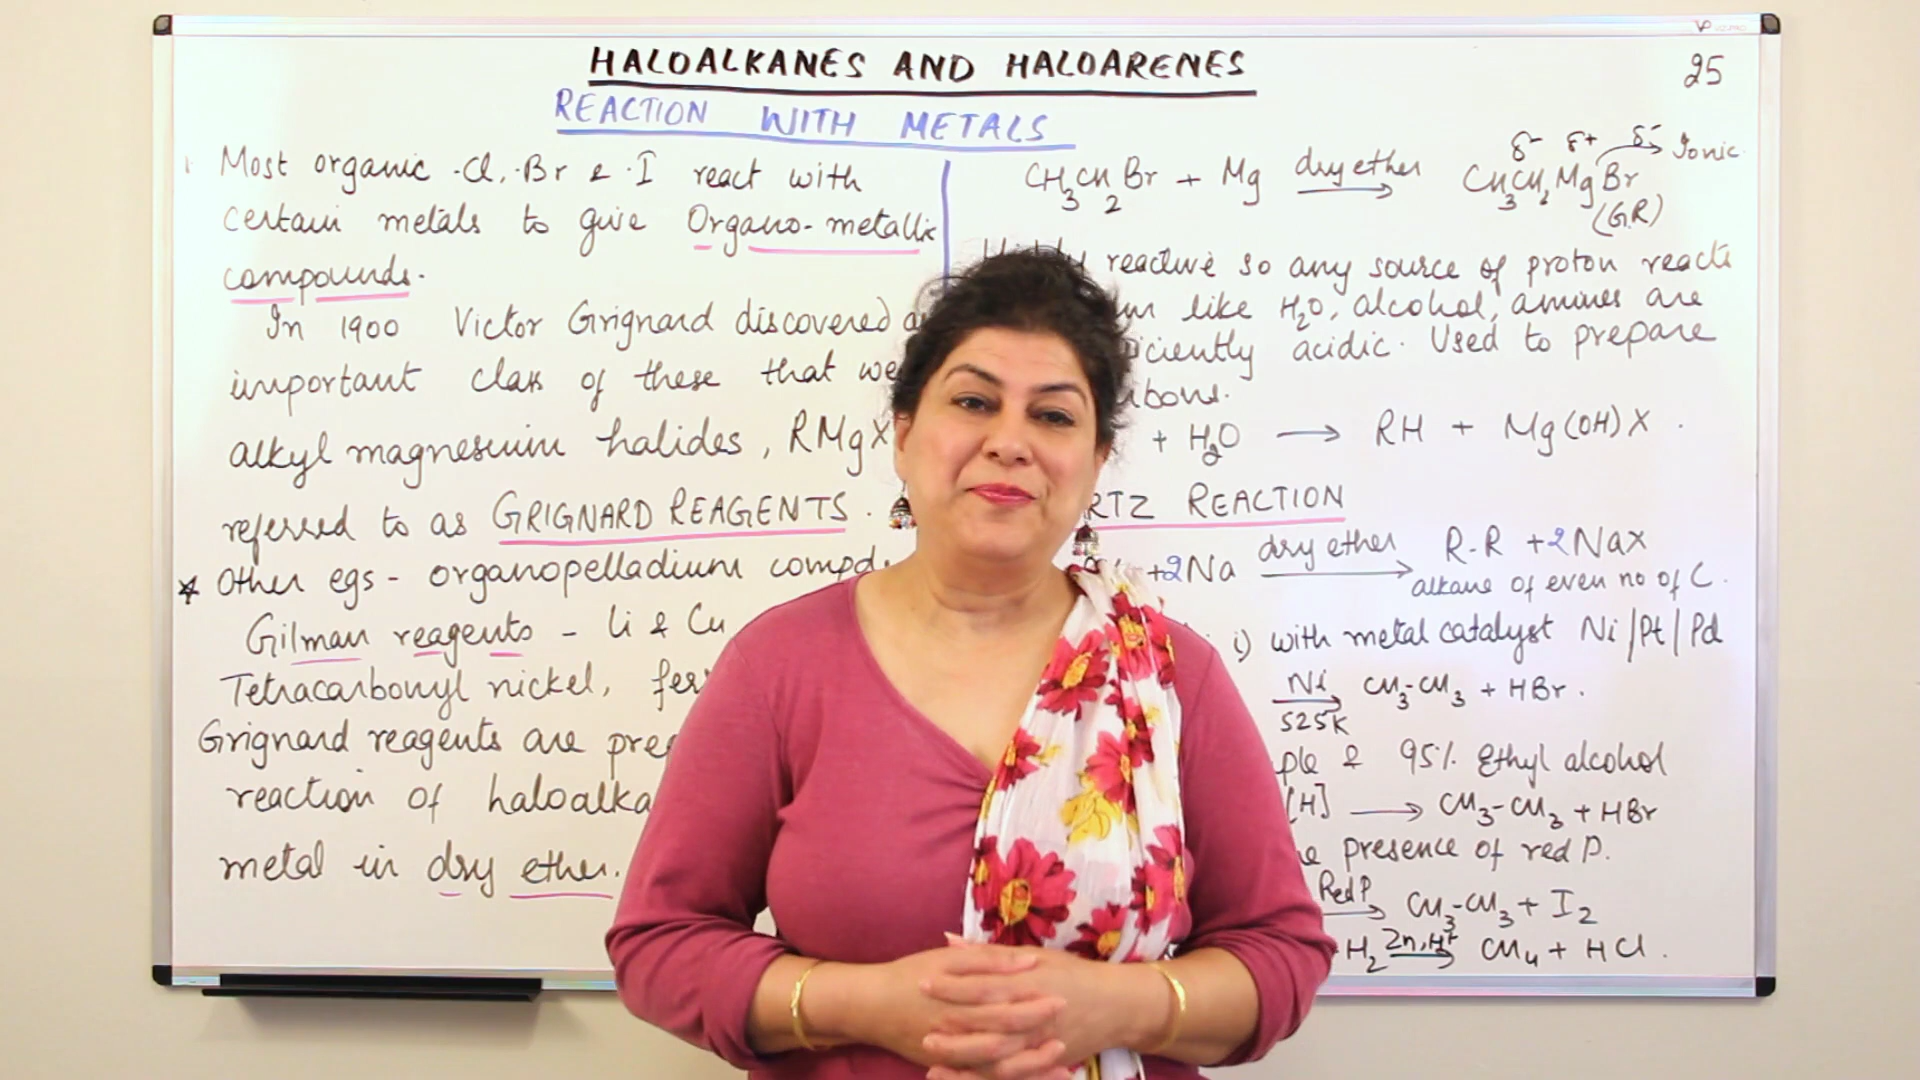 HALOALKANES AND HALOARENES
25
REACTION WITH METALS
Most organic -Cl, -Br & -I react with
certain metals to give Organo-metallic
compounds.
In 1900 Victor Grignard discovered
important class of these that
alkyl magnesium halides, RMgX
referred to as GRIGNARD REAGENTS.
* Other egs - organopelladium compd.
Gilman reagents - Li & Cu
Tetracarbonyl nickel,
Grignard reagents are
reaction of
metal in dry ether.
δ- δ+ δ- Ionic
CH3CH2Br + Mg dry ether → CH3CH2MgBr
(G.R)
reactive so any source of proton reacts
like H2O, alcohol, amines are
acidic. Used to prepare
+ H2O → RH + Mg(OH)X.
REACTION
+2Na dry ether → R-R + 2NaX
alkane of even no of C.
i) with metal catalyst Ni/Pt/Pd
Ni → CH3-CH3 + HBr.
525K
& 95% Ethyl alcohol
[H] → CH3-CH3 + HBr
presence of red P.
Red P → CH3-CH3 + I2
H2 Zn, H+ → CH4 + HCl.